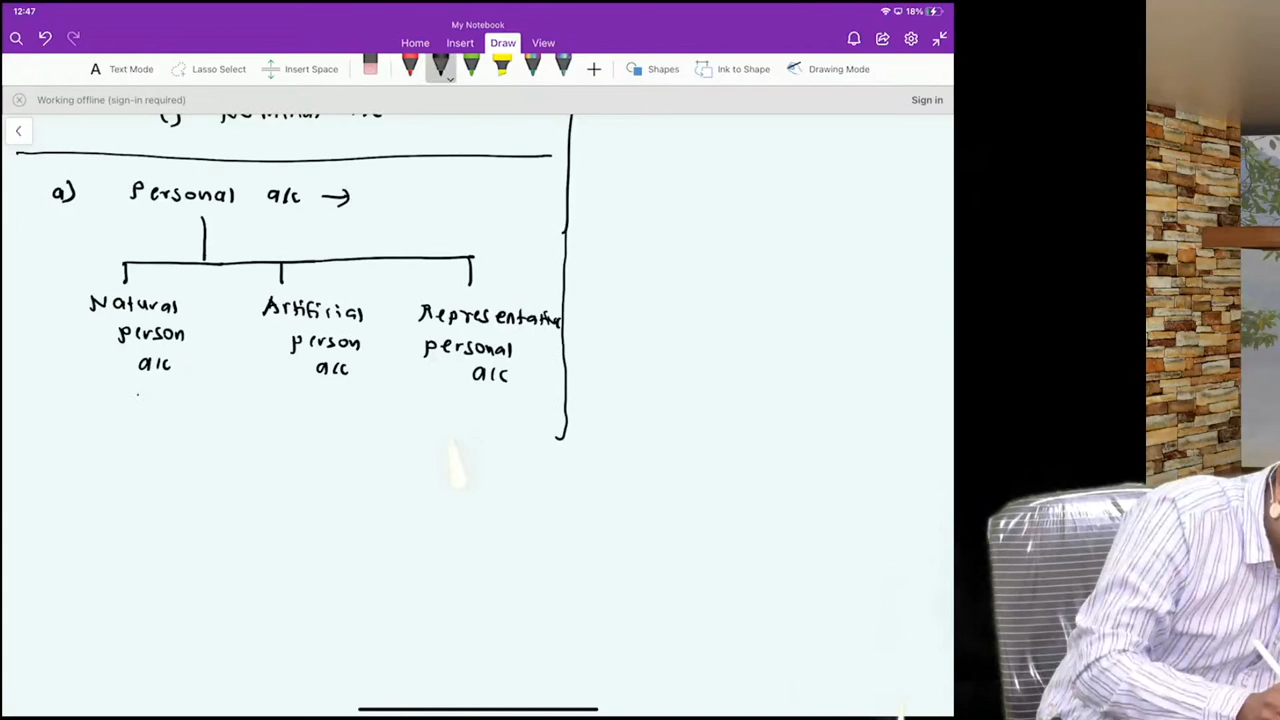 12:47
18%
My Notebook
Home Insert Draw View
Text Mode Lasso Select Insert Space Shapes Ink to Shape Drawing Mode
Working offline (sign-in required) Sign in
a) Personal a/c →
Natural Artificial Representative
person person personal
a/c a/c a/c